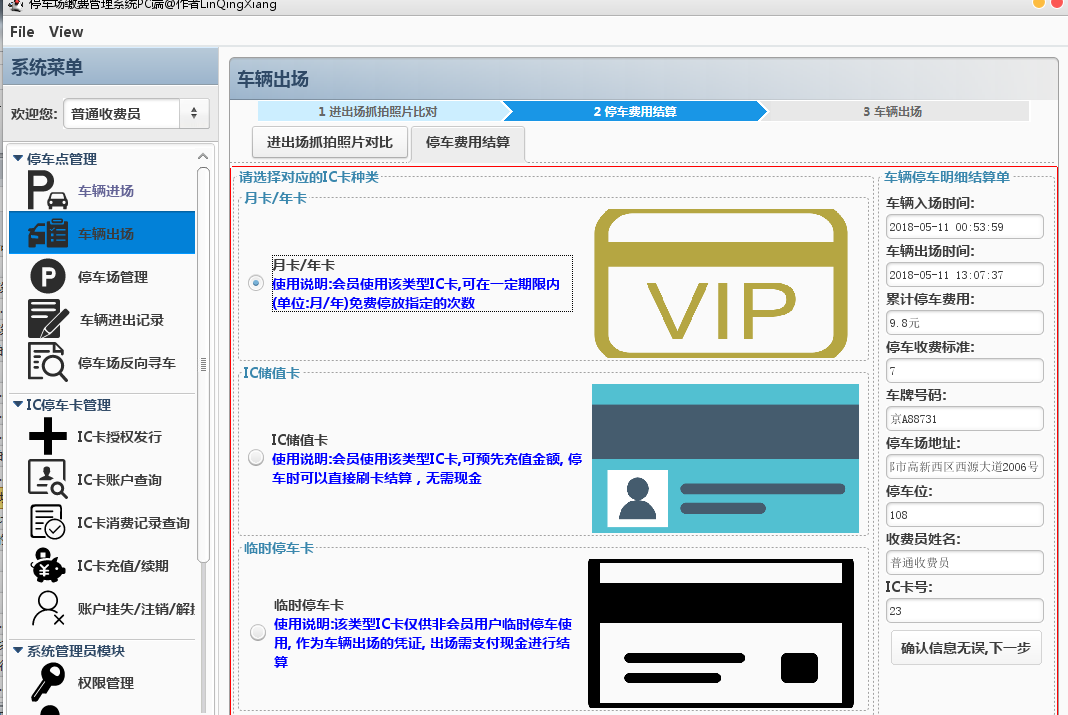 停车场缴费管理系统PC端@作者LinQingXiang
File View
系统菜单
欢迎您: 普通收费员
停车点管理
车辆进场
车辆出场
停车场管理
车辆进出记录
停车场反向寻车
IC停车卡管理
IC卡授权发行
IC卡账户查询
IC卡消费记录查询
IC卡充值/续期
账户挂失/注销/解挂
系统管理员模块
权限管理
车辆出场
1 进出场抓拍照片比对
2 停车费用结算
3 车辆出场
进出场抓拍照片对比
停车费用结算
请选择对应的IC卡种类
月卡/年卡
月卡/年卡
使用说明:会员使用该类型IC卡,可在一定期限内
(单位:月/年)免费停放指定的次数
VIP
IC储值卡
IC储值卡
使用说明:会员使用该类型IC卡,可预先充值金额, 停
车时可以直接刷卡结算，无需现金
临时停车卡
临时停车卡
使用说明:该类型IC卡仅供非会员用户临时停车使
用, 作为车辆出场的凭证, 出场需支付现金进行结
算
车辆停车明细结算单
车辆入场时间:
2018-05-11 00:53:59
车辆出场时间:
2018-05-11 13:07:37
累计停车费用:
9.8元
停车收费标准:
7
车牌号码:
京A88731
停车场地址:
都市高新西区西源大道2006号
停车位:
108
收费员姓名:
普通收费员
IC卡号:
23
确认信息无误,下一步